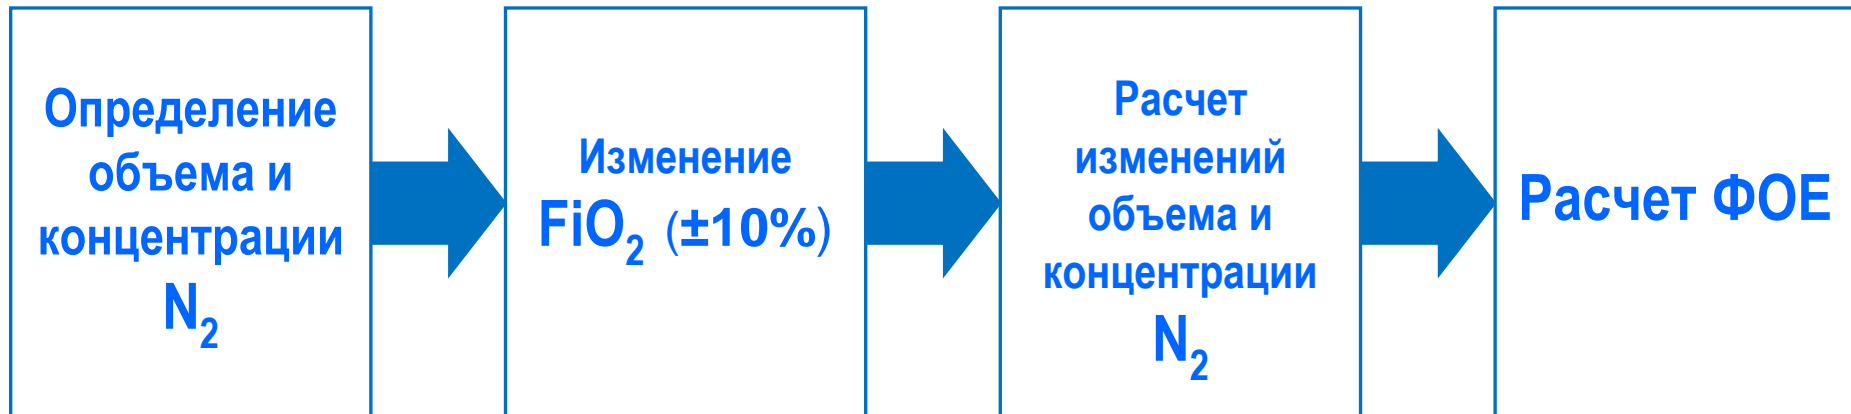 Определение
объема и
концентрации
N₂
Изменение
FiO₂ (±10%)
Расчет
изменений
объема и
концентрации
N₂
Расчет ФОЕ